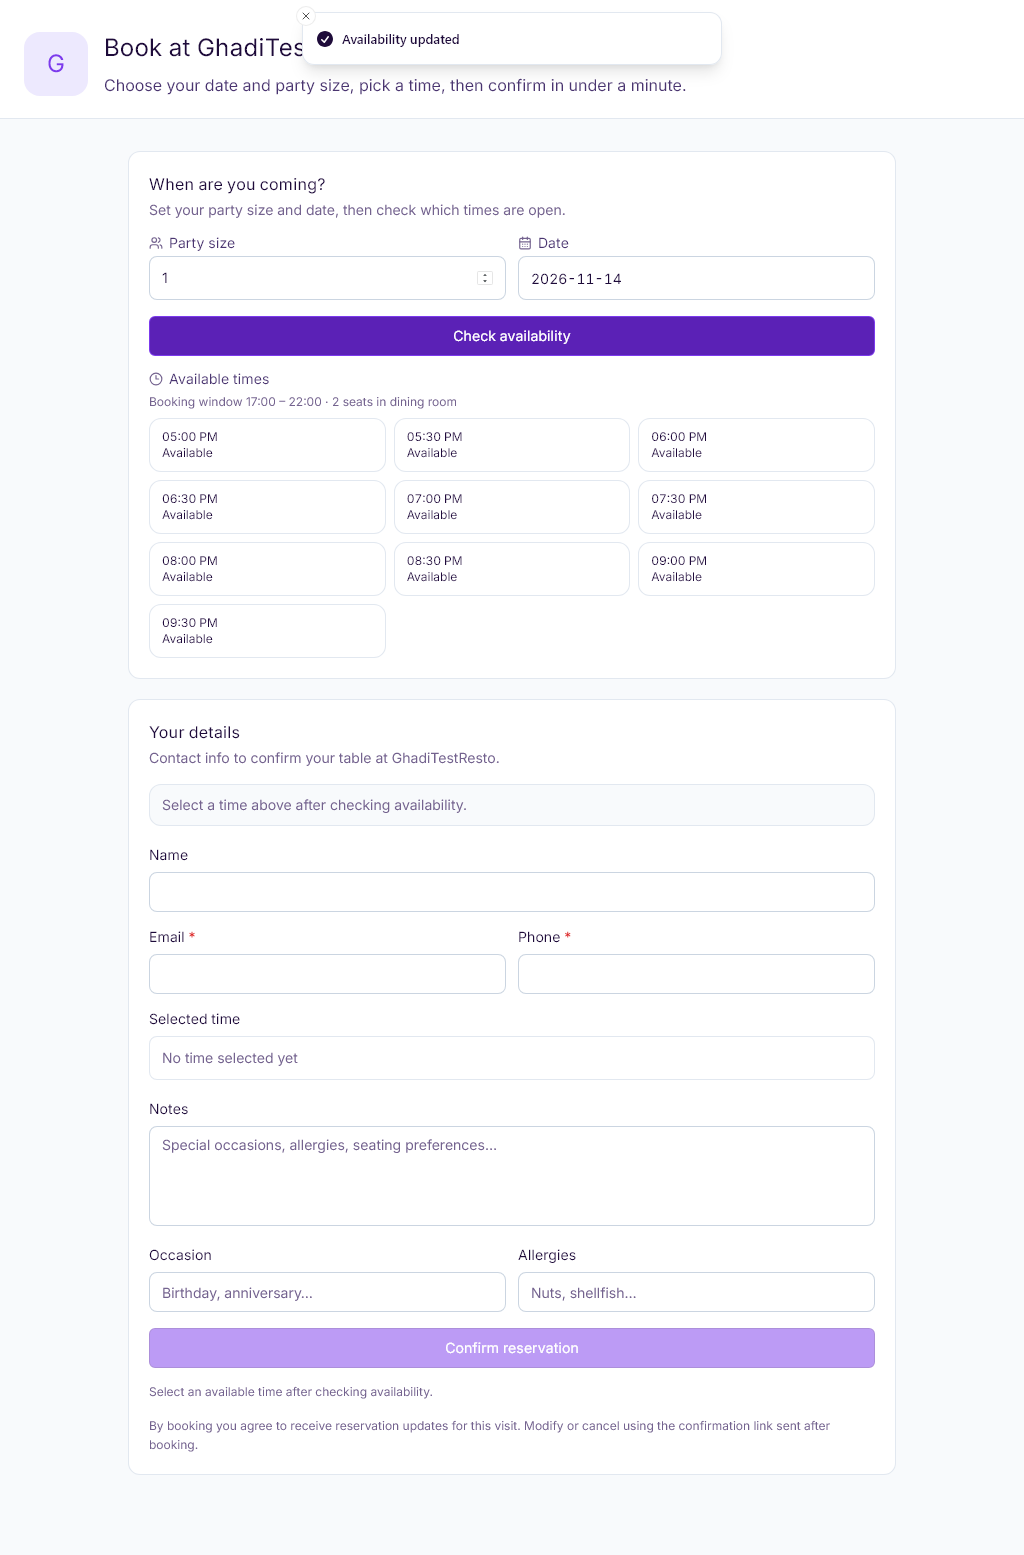 G
Book at GhadiTes
Availability updated
Choose your date and party size, pick a time, then confirm in under a minute.
When are you coming?
Set your party size and date, then check which times are open.
Party size
Date
1
2026-11-14
Check availability
Available times
Booking window 17:00 – 22:00 · 2 seats in dining room
05:00 PM
Available
05:30 PM
Available
06:00 PM
Available
06:30 PM
Available
07:00 PM
Available
07:30 PM
Available
08:00 PM
Available
08:30 PM
Available
09:00 PM
Available
09:30 PM
Available
Your details
Contact info to confirm your table at GhadiTestResto.
Select a time above after checking availability.
Name
Email *
Phone *
Selected time
No time selected yet
Notes
Special occasions, allergies, seating preferences...
Occasion
Allergies
Birthday, anniversary...
Nuts, shellfish...
Confirm reservation
Select an available time after checking availability.
By booking you agree to receive reservation updates for this visit. Modify or cancel using the confirmation link sent after
booking.